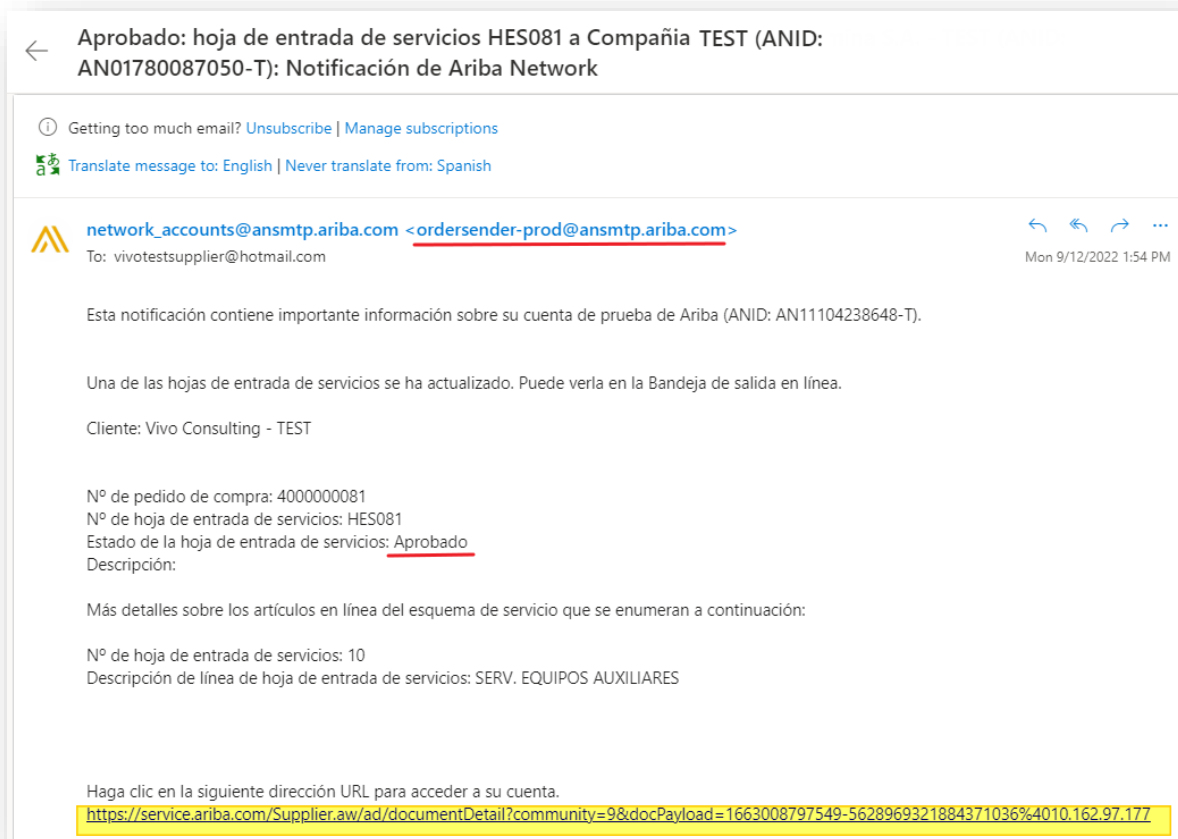 Aprobado: hoja de entrada de servicios HES081 a Compañia TEST (ANID:
AN01780087050-T): Notificación de Ariba Network
Getting too much email? Unsubscribe | Manage subscriptions
Translate message to: English | Never translate from: Spanish
network_accounts@ansmtp.ariba.com <ordersender-prod@ansmtp.ariba.com>
To: vivotestsupplier@hotmail.com
Mon 9/12/2022 1:54 PM
Esta notificación contiene importante información sobre su cuenta de prueba de Ariba (ANID: AN11104238648-T).
Una de las hojas de entrada de servicios se ha actualizado. Puede verla en la Bandeja de salida en línea.
Cliente: Vivo Consulting - TEST
Nº de pedido de compra: 4000000081
Nº de hoja de entrada de servicios: HES081
Estado de la hoja de entrada de servicios: Aprobado
Descripción:
Más detalles sobre los artículos en línea del esquema de servicio que se enumeran a continuación:
Nº de hoja de entrada de servicios: 10
Descripción de línea de hoja de entrada de servicios: SERV. EQUIPOS AUXILIARES
Haga clic en la siguiente dirección URL para acceder a su cuenta.
https://service.ariba.com/Supplier.aw/ad/documentDetail?community=9&docPayload=1663008797549-5628969321884371036%4010.162.97.177